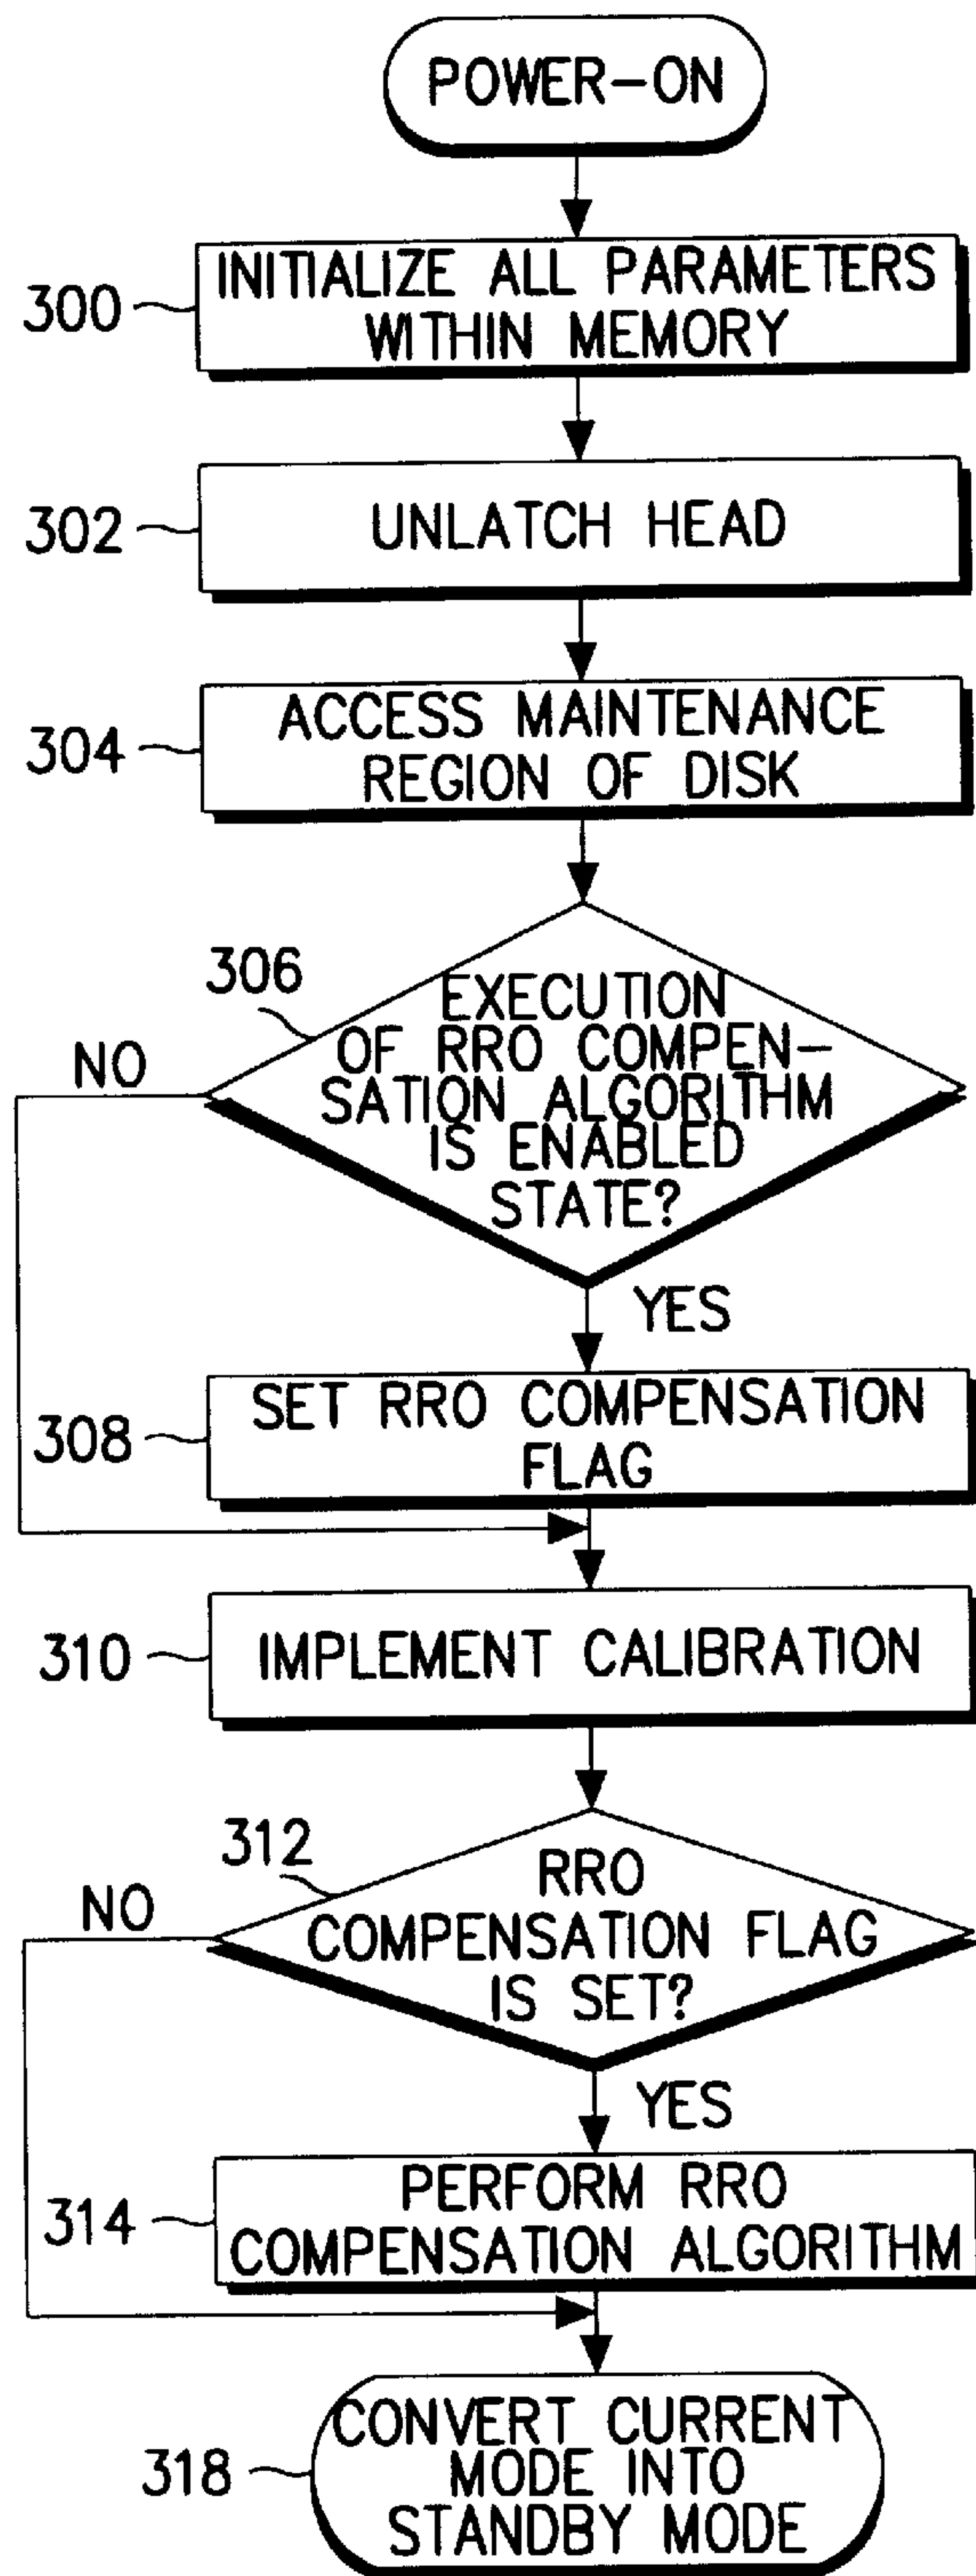 POWER-ON
INITIALIZE ALL PARAMETERS
WITHIN MEMORY
300
UNLATCH HEAD
302
ACCESS MAINTENANCE
REGION OF DISK
304
306
EXECUTION
OF RRO COMPEN-
SATION ALGORITHM
IS ENABLED
STATE?
NO
YES
SET RRO COMPENSATION
FLAG
308
IMPLEMENT CALIBRATION
310
312
RRO
COMPENSATION FLAG
IS SET?
NO
YES
PERFORM RRO
COMPENSATION ALGORITHM
314
CONVERT CURRENT
MODE INTO
STANDBY MODE
318